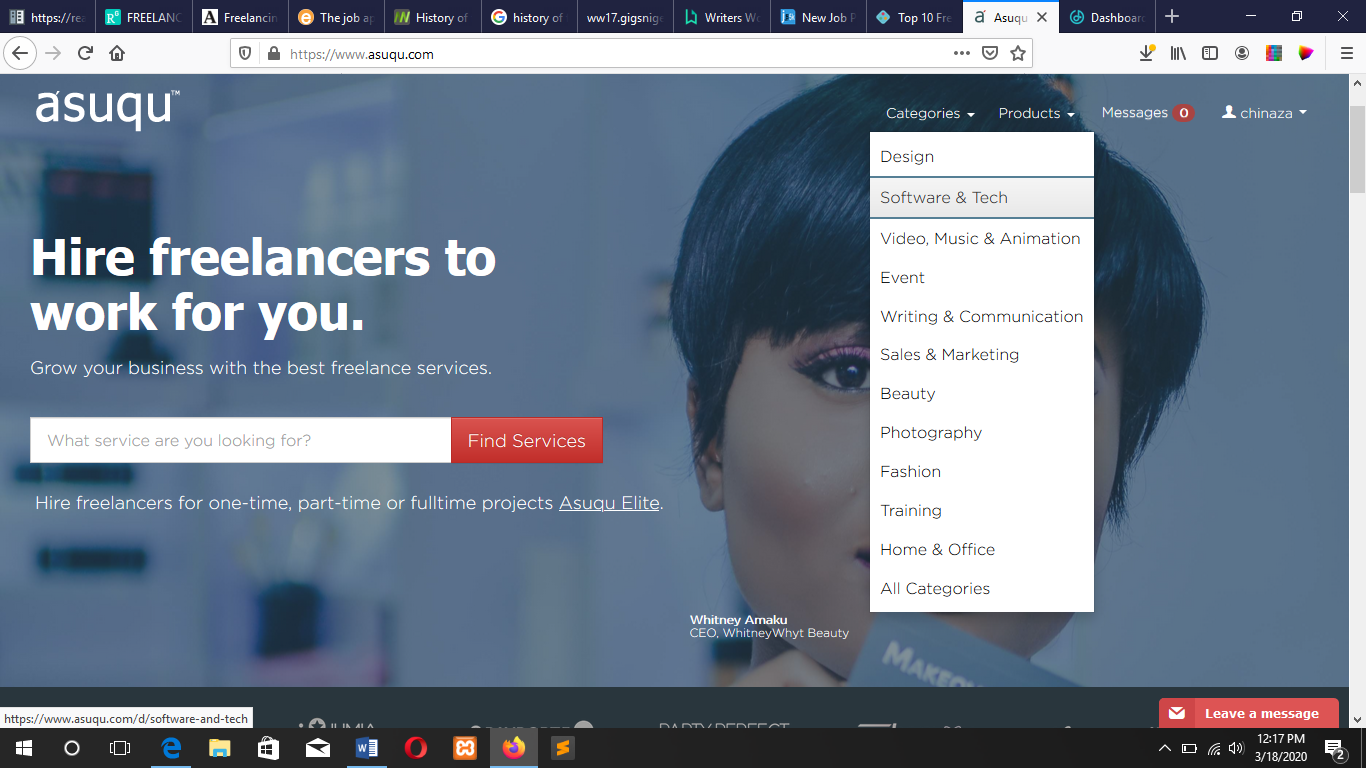 https://rea
FREELANC
Freelancin
The job ap
History of
history of
ww17.gigsnige
Writers Wo
New Job P
Top 10 Fre
Asuqu
Dashboard
https://www.asuqu.com
asuqu™
Categories
Products
Messages 0
chinaza
Design
Software & Tech
Video, Music & Animation
Event
Writing & Communication
Sales & Marketing
Beauty
Photography
Fashion
Training
Home & Office
All Categories
Hire freelancers to
work for you.
Grow your business with the best freelance services.
What service are you looking for?
Find Services
Hire freelancers for one-time, part-time or fulltime projects Asuqu Elite.
Whitney Amaku
CEO, WhitneyWhyt Beauty
https://www.asuqu.com/d/software-and-tech
JUMIA
PARTY PERFECT
Leave a message
12:17 PM
3/18/2020
2